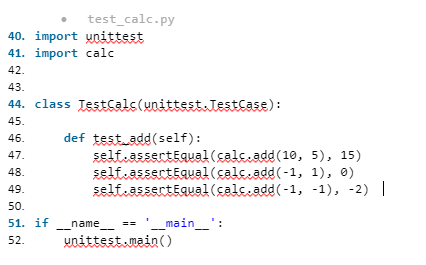 • test_calc.py
40. import unittest
41. import calc
42.
43.
44. class TestCalc(unittest.TestCase):
45.
46.     def test_add(self):
47.         self.assertEqual(calc.add(10, 5), 15)
48.         self.assertEqual(calc.add(-1, 1), 0)
49.         self.assertEqual(calc.add(-1, -1), -2)
50.
51. if __name__ == '__main__':
52.     unittest.main()